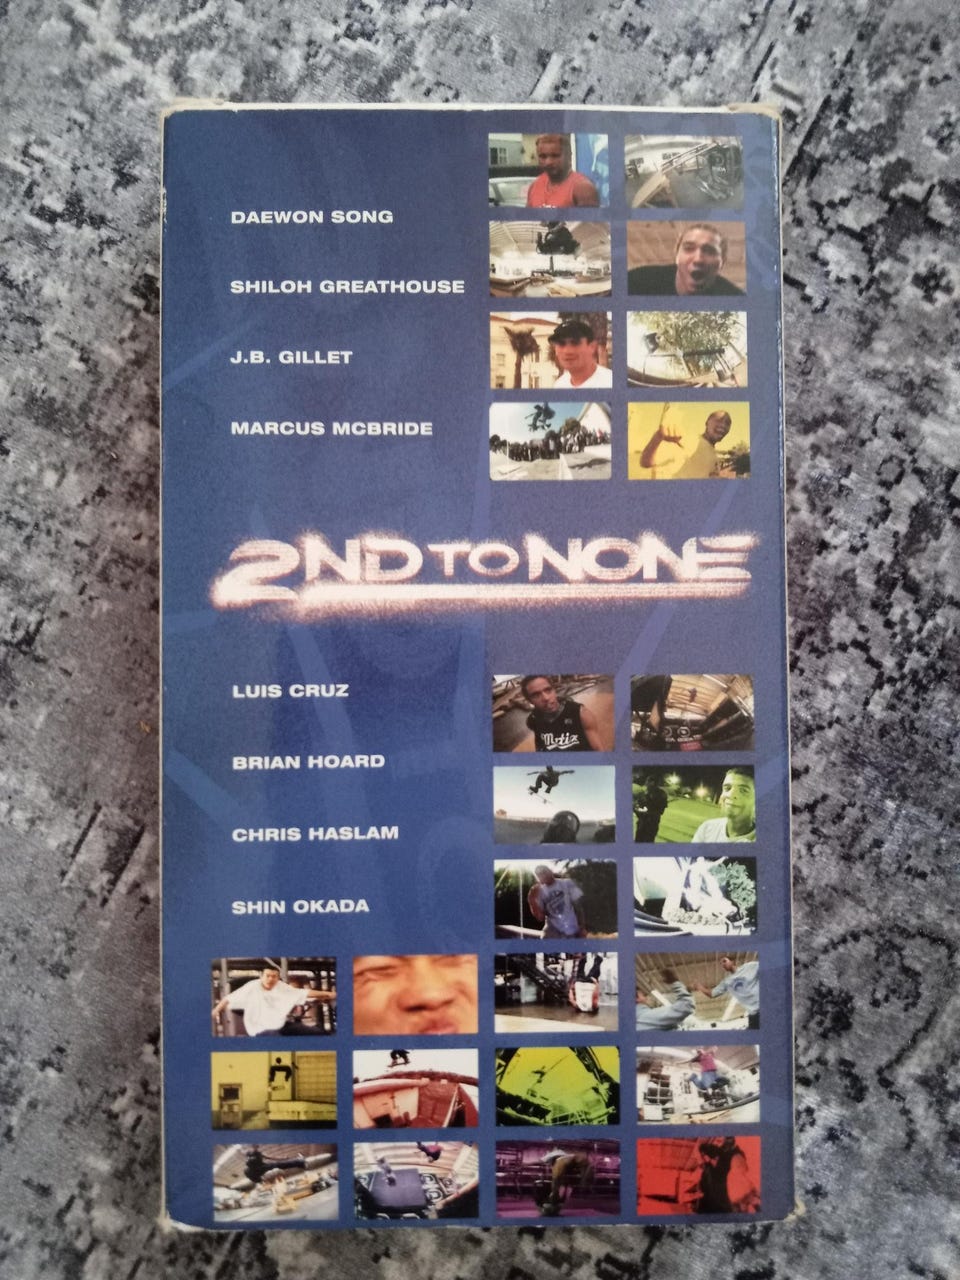 DAEWON SONG
SHILOH GREATHOUSE
J.B. GILLET
MARCUS MCBRIDE
2ND TO NONE
LUIS CRUZ
BRIAN HOARD
CHRIS HASLAM
SHIN OKADA